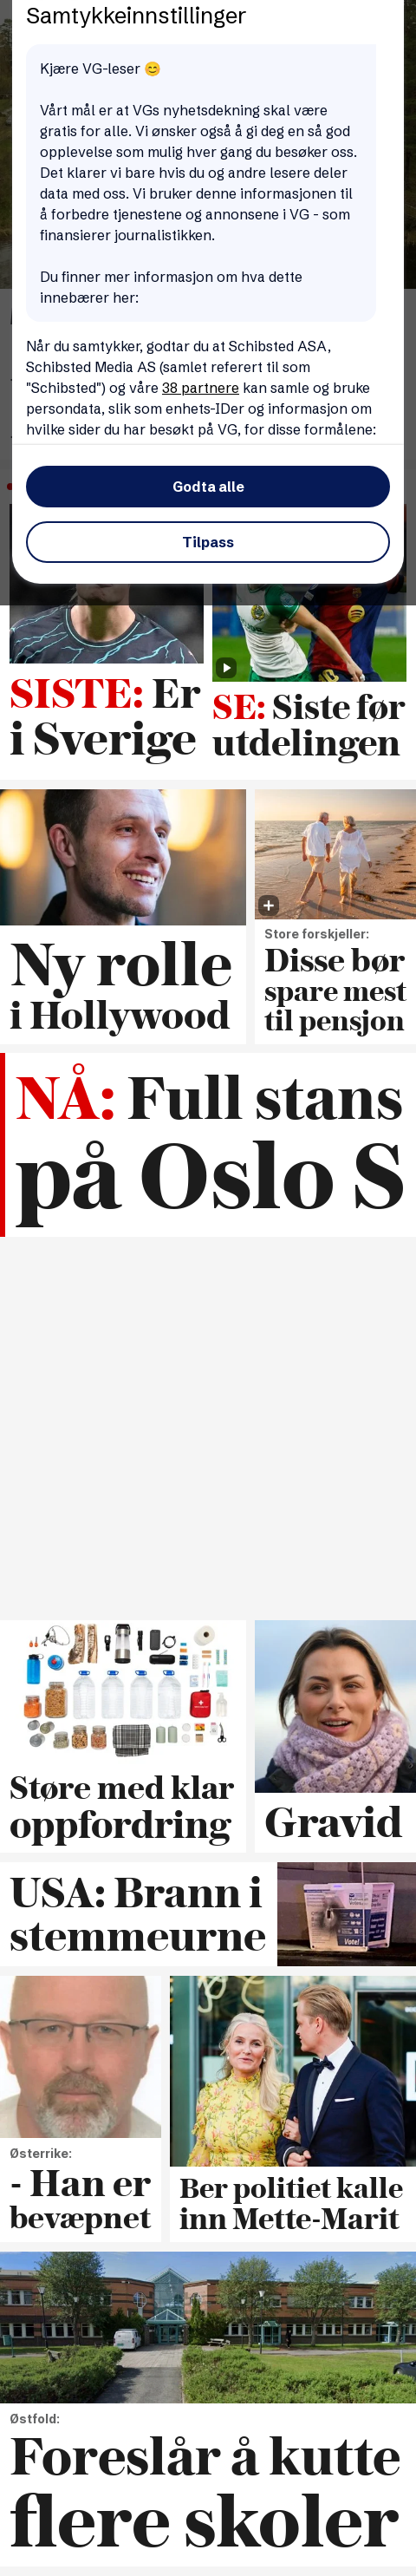 Samtykkeinnstillinger
Kjære VG-leser 😊
Vårt mål er at VGs nyhetsdekning skal være
gratis for alle. Vi ønsker også å gi deg en så god
opplevelse som mulig hver gang du besøker oss.
Det klarer vi bare hvis du og andre lesere deler
data med oss. Vi bruker denne informasjonen til
å forbedre tjenestene og annonsene i VG - som
finansierer journalistikken.
Du finner mer informasjon om hva dette
innebærer her:
Når du samtykker, godtar du at Schibsted ASA,
Schibsted Media AS (samlet referert til som
"Schibsted") og våre 38 partnere kan samle og bruke
persondata, slik som enhets-IDer og informasjon om
hvilke sider du har besøkt på VG, for disse formålene:
Godta alle
Tilpass
SISTE: Er
i Sverige
SE: Siste før
utdelingen
Ny rolle
i Hollywood
Store forskjeller:
Disse bør
spare mest
til pensjon
NÅ: Full stans
på Oslo S
Støre med klar
oppfordring
Gravid
USA: Brann i
stemmeurne
Vote!
Østerrike:
- Han er
bevæpnet
Ber politiet kalle
inn Mette-Marit
Østfold:
Foreslår å kutte
flere skoler